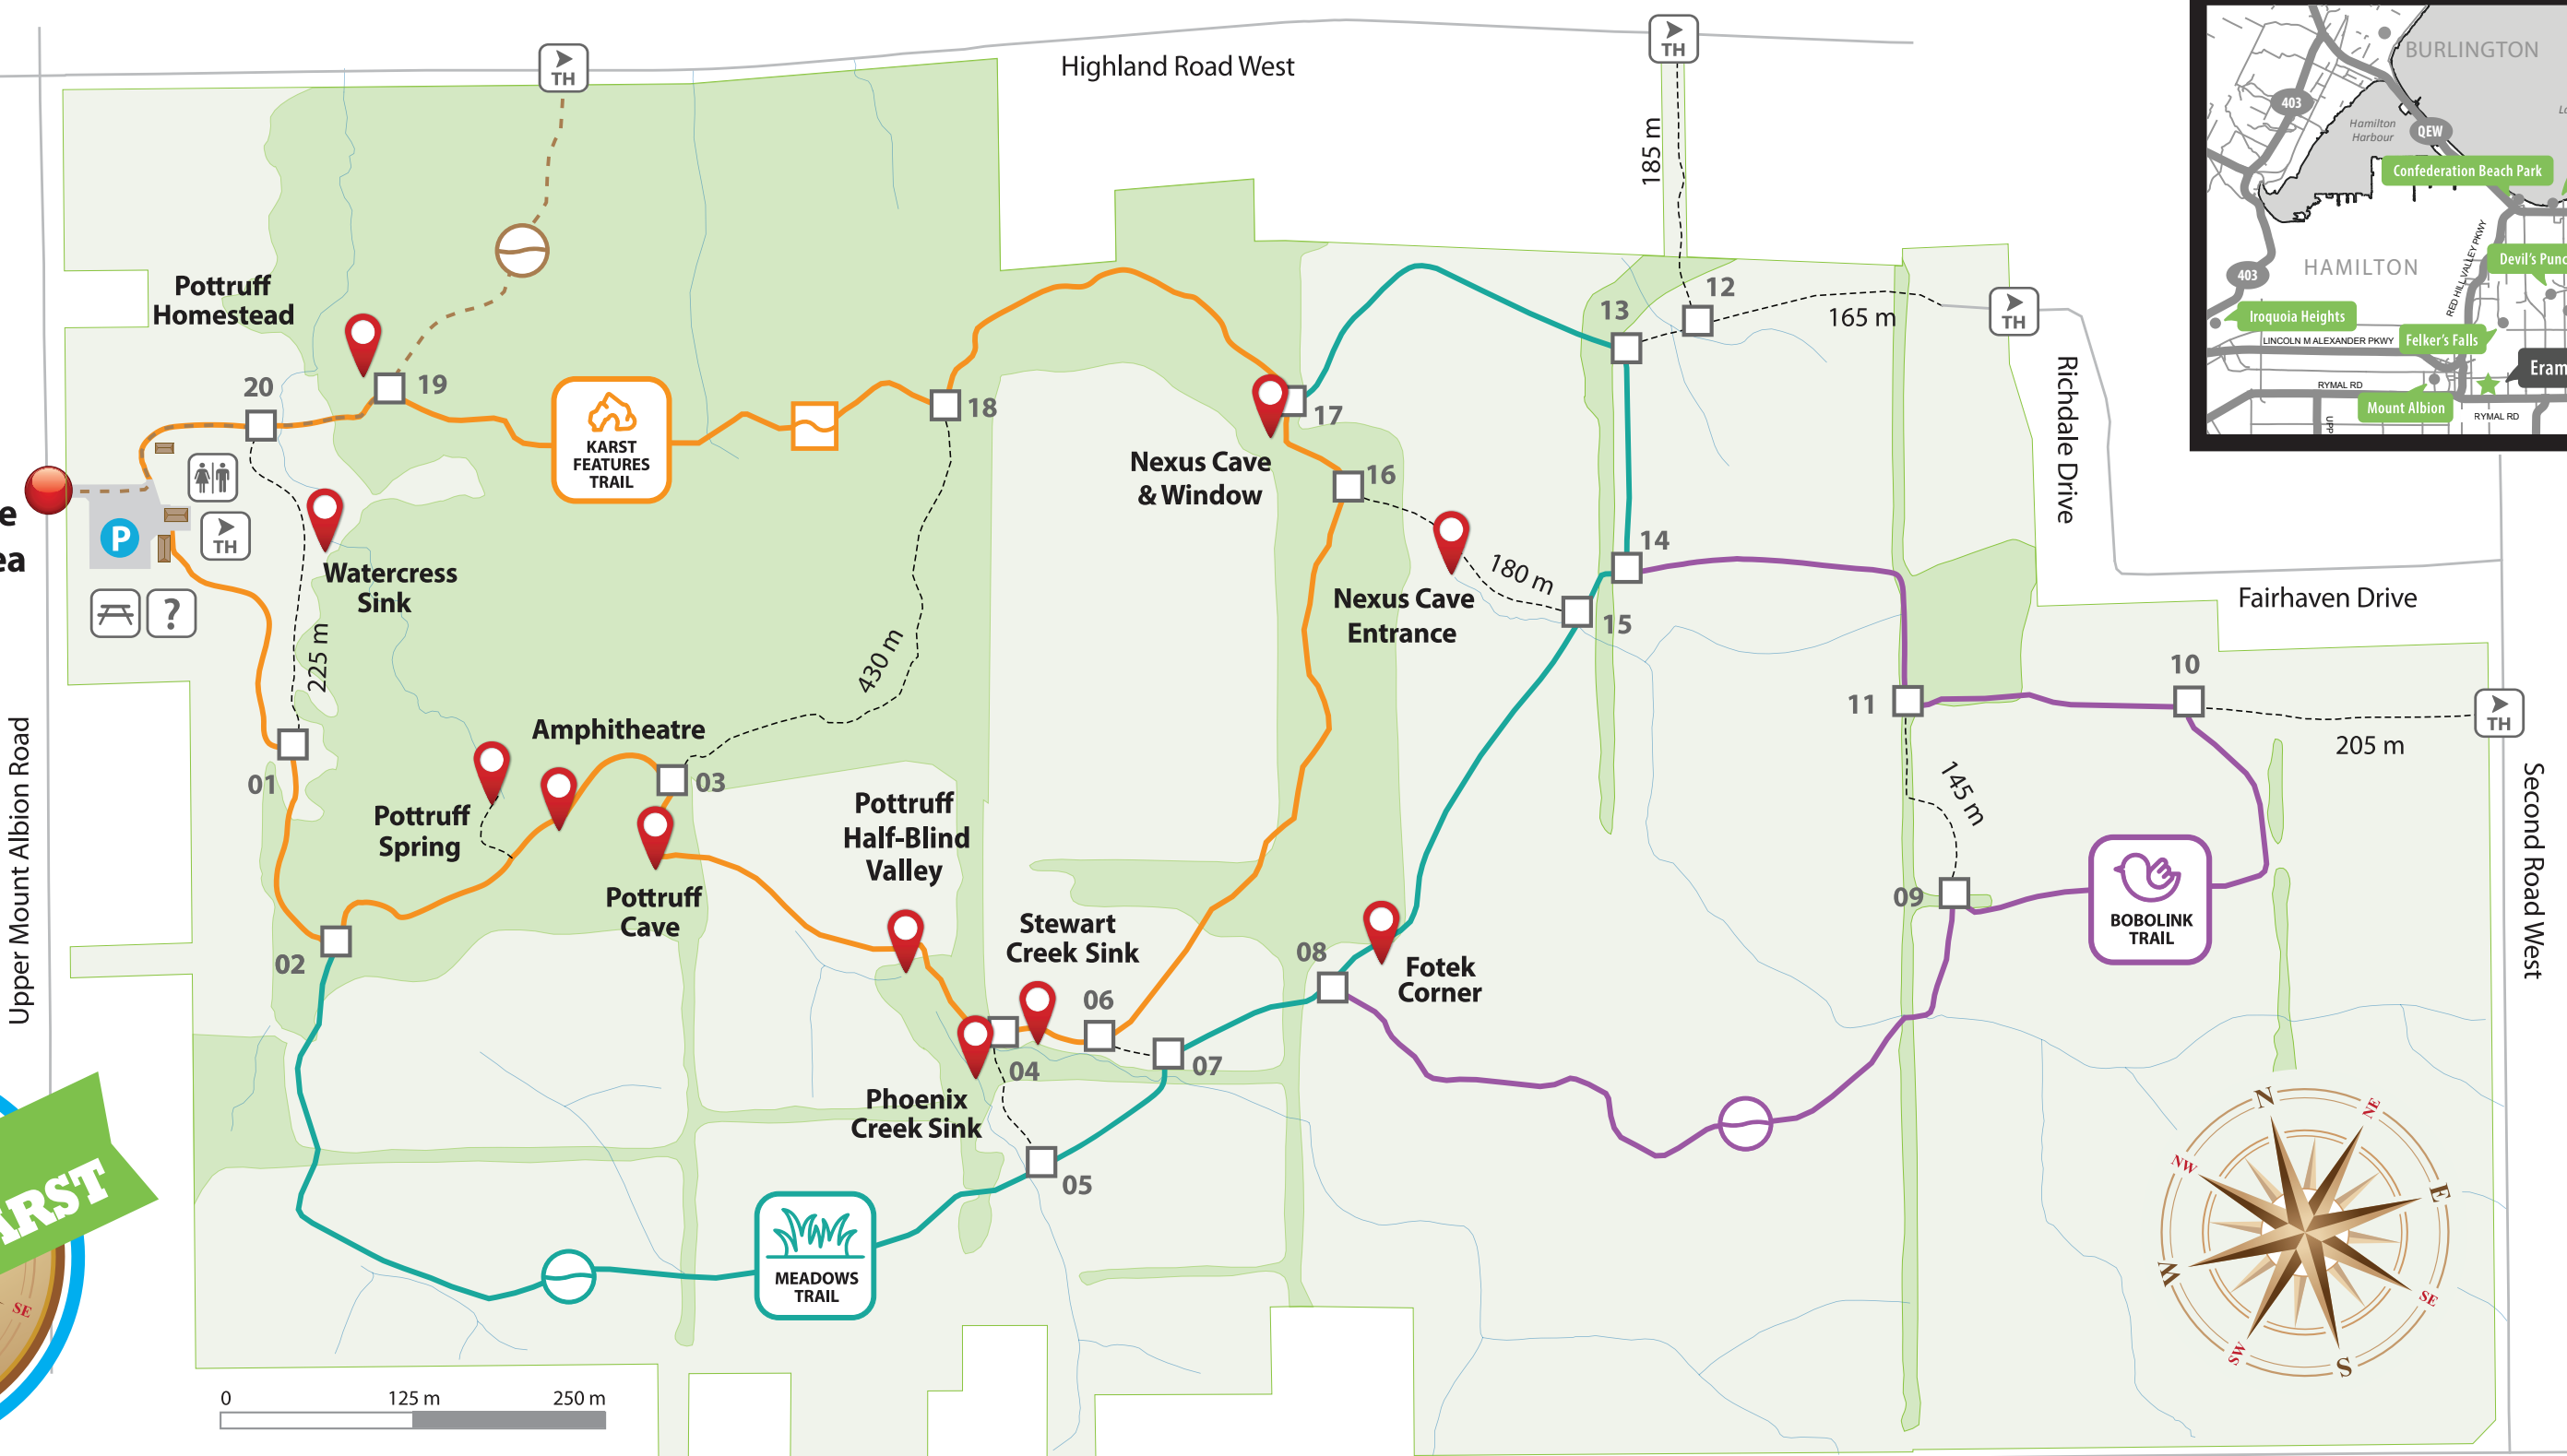 Highland Road West
TH
TH
185 m
Pottruff
Homestead
20
19
KARST
FEATURES
TRAIL
18
13
12
165 m
TH
Richdale Drive
17
Nexus Cave
& Window
16
Nexus Cave
Entrance
180 m
14
15
Fairhaven Drive
P
TH
?
Watercress
Sink
225 m
430 m
Amphitheatre
01
Pottruff
Spring
03
Pottruff
Cave
Pottruff
Half-Blind
Valley
Upper Mount Albion Road
02
Stewart
Creek Sink
06
04
07
08
Fotek
Corner
Phoenix
Creek Sink
05
MEADOWS
TRAIL
11
10
205 m
TH
145 m
09
BOBOLINK
TRAIL
Second Road West
N
NE
E
SE
S
SW
W
NW
0
125 m
250 m
SE
BURLINGTON
403
Hamilton
Harbour
QEW
Confederation Beach Park
RED HILL VALLEY PKWY
HAMILTON
403
Iroquoia Heights
LINCOLN M ALEXANDER PKWY
Felker's Falls
RYMAL RD
Mount Albion
RYMAL RD